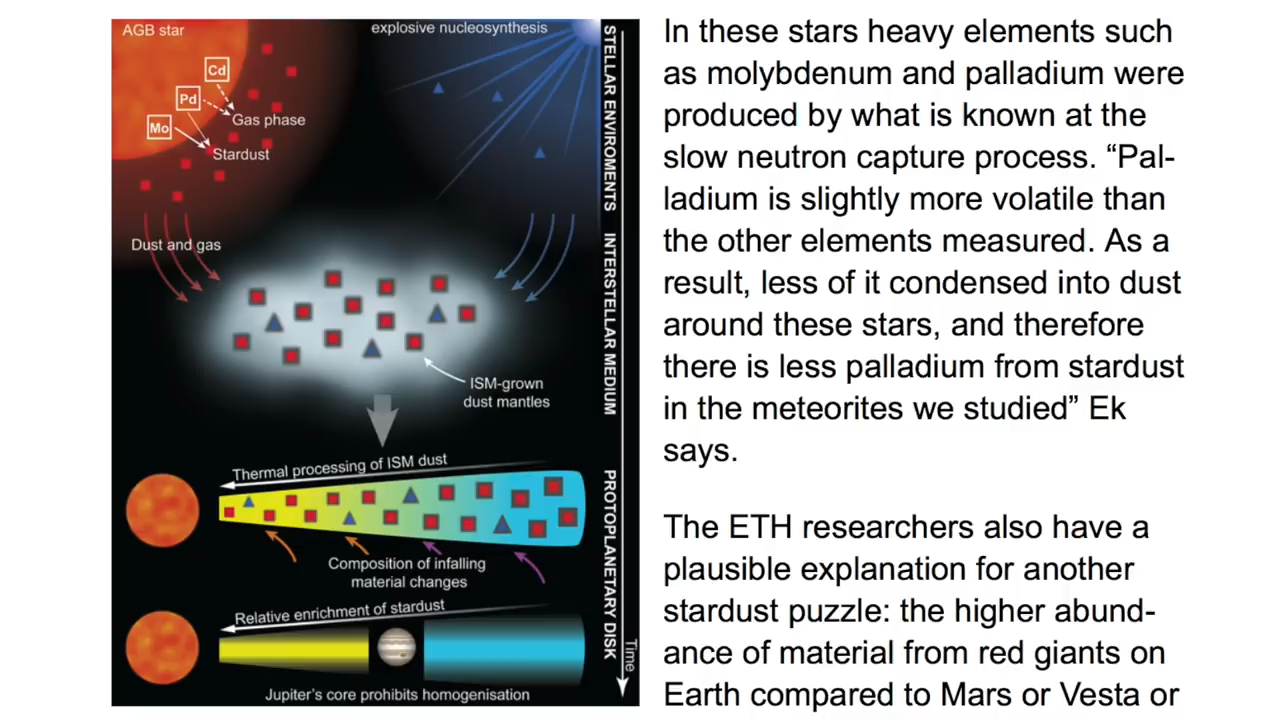 AGB star
explosive nucleosynthesis
Cd
Pd
Mo
Gas phase
Stardust
Dust and gas
ISM-grown
dust mantles
Thermal processing of ISM dust
Composition of infalling
material changes
Relative enrichment of stardust
Jupiter's core prohibits homogenisation
STELLAR ENVIROMENTS
INTERSTELLAR MEDIUM
PROTOPLANETARY DISK
Time
In these stars heavy elements such
as molybdenum and palladium were
produced by what is known at the
slow neutron capture process. “Pal-
ladium is slightly more volatile than
the other elements measured. As a
result, less of it condensed into dust
around these stars, and therefore
there is less palladium from stardust
in the meteorites we studied” Ek
says.
The ETH researchers also have a
plausible explanation for another
stardust puzzle: the higher abund-
ance of material from red giants on
Earth compared to Mars or Vesta or